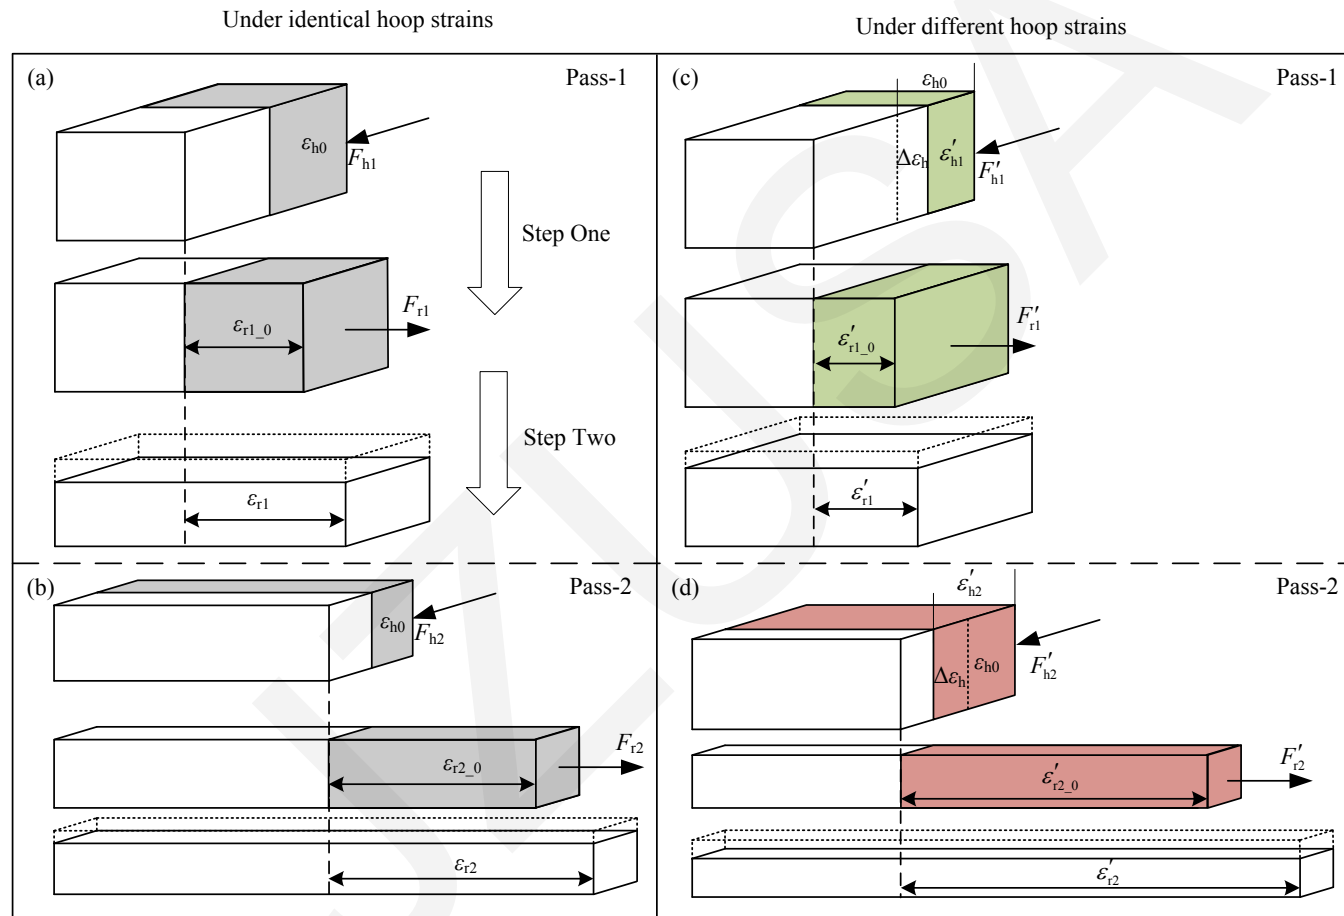 Under identical hoop strains
Under different hoop strains
(a)
Pass-1
εh0
Fh1
Step One
Fr1
εr1_0
Step Two
εr1
(c)
Pass-1
εh0
Δεh
ε′h1
F′h1
F′r1
ε′r1_0
ε′r1
(b)
Pass-2
εh0
Fh2
Fr2
εr2_0
εr2
(d)
Pass-2
ε′h2
Δεh
εh0
F′h2
F′r2
ε′r2_0
ε′r2
JZUSA